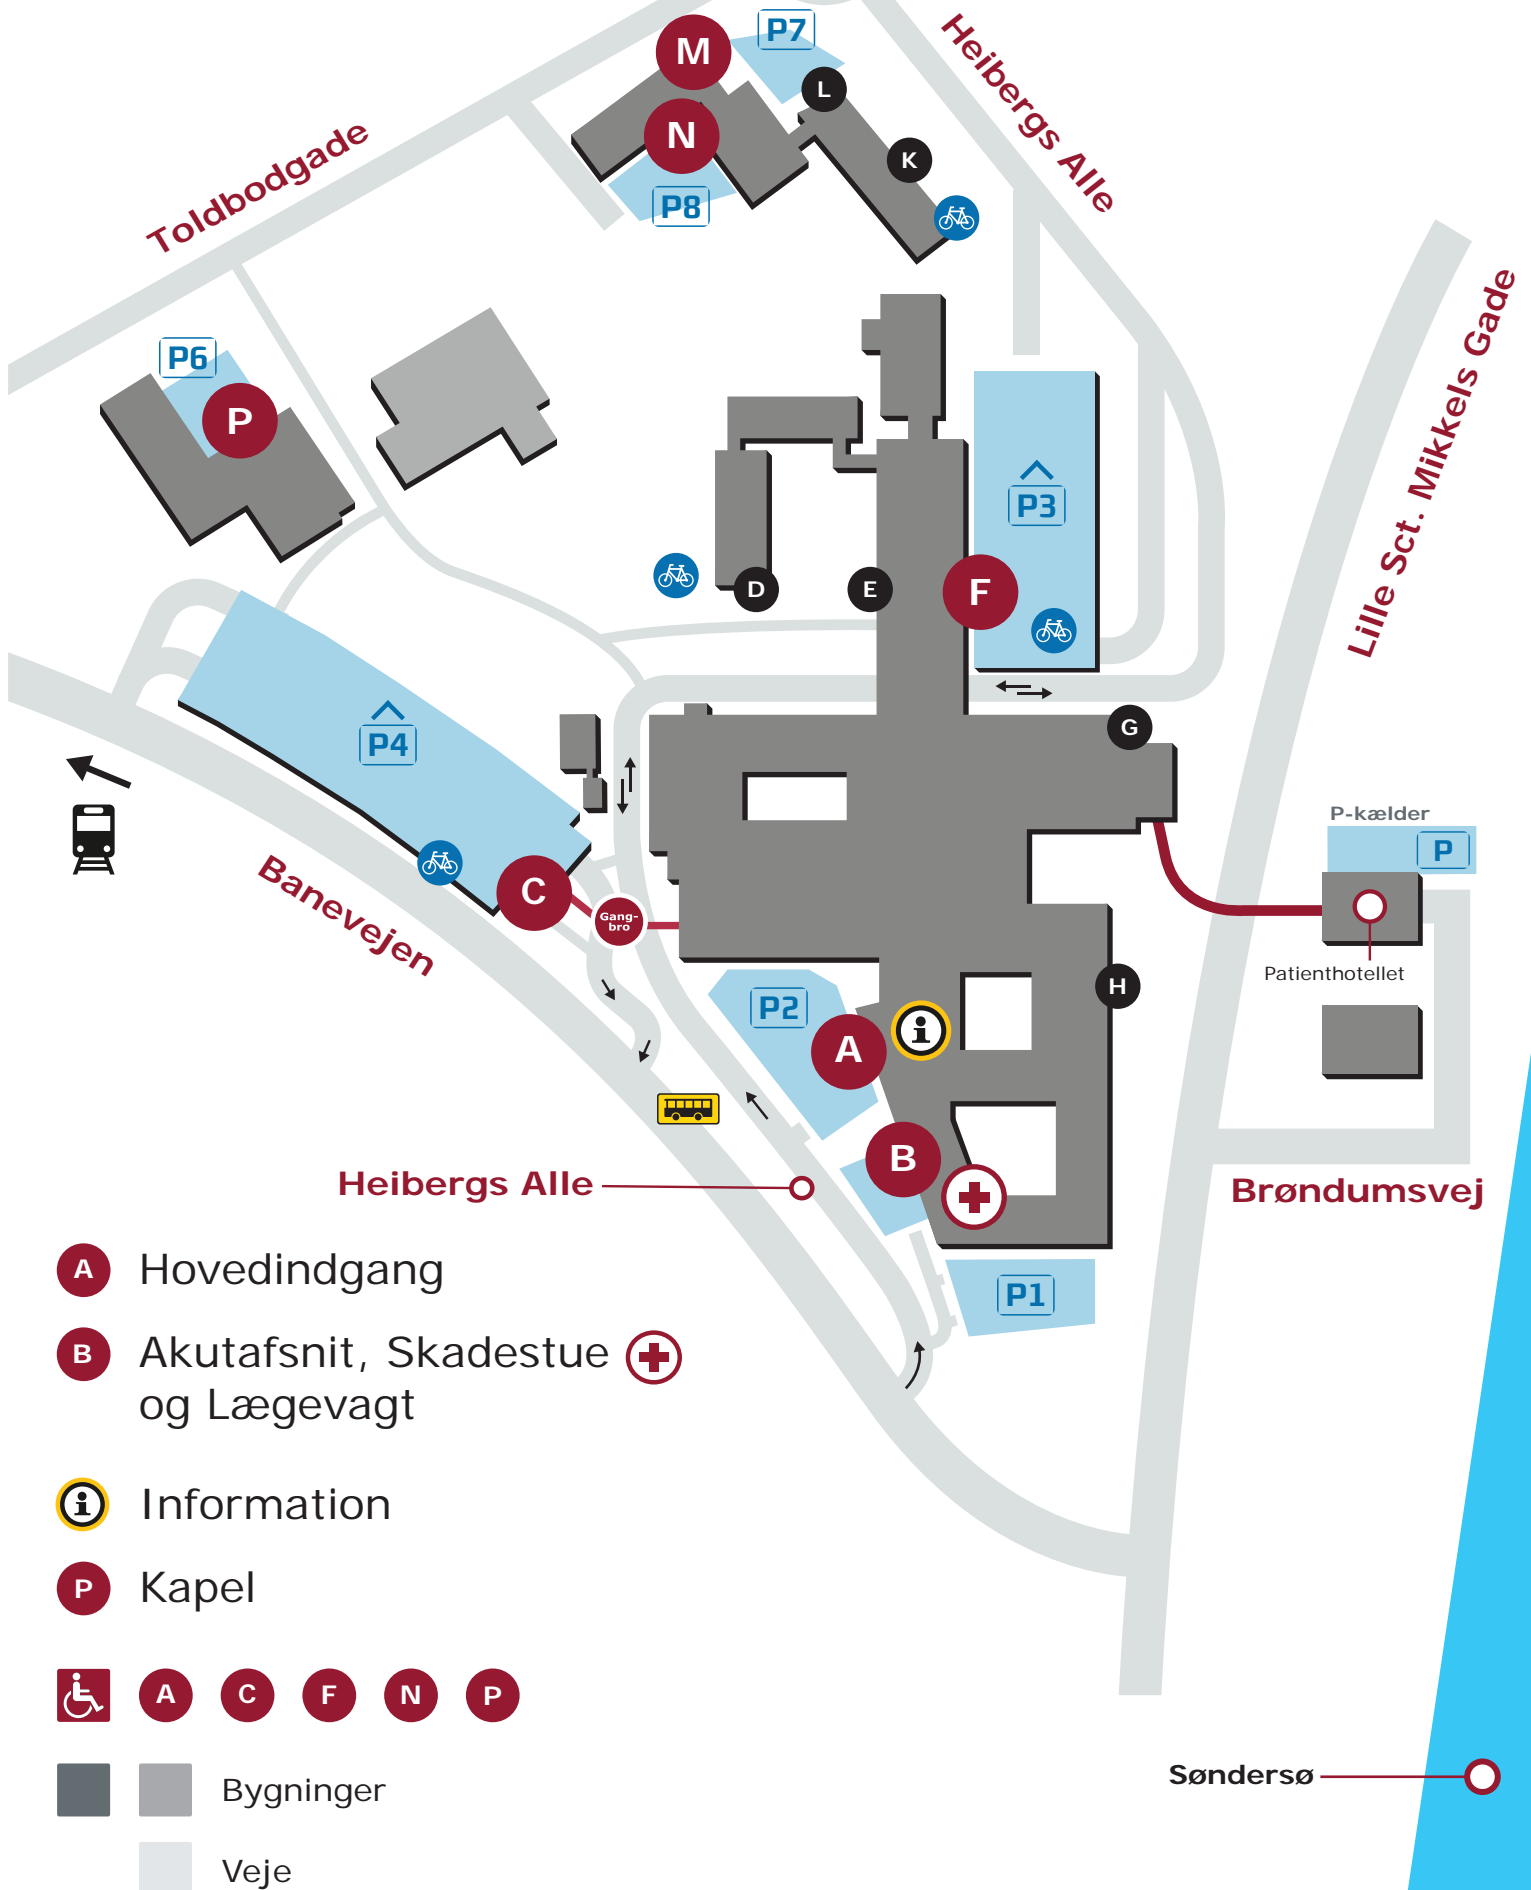 P7
M
L
Heibergs Alle
N
K
Toldbodgade
P8
Lille Sct. Mikkels Gade
P6
P
P3
D
E
F
G
P4
P-kælder
P
C
Gang-
bro
Banevejen
Patienthotellet
H
P2
A
B
Heibergs Alle
Brøndumsvej
P1
A Hovedindgang
B Akutafsnit, Skadestue
og Lægevagt
Information
P Kapel
A C F N P
Bygninger
Søndersø
Veje